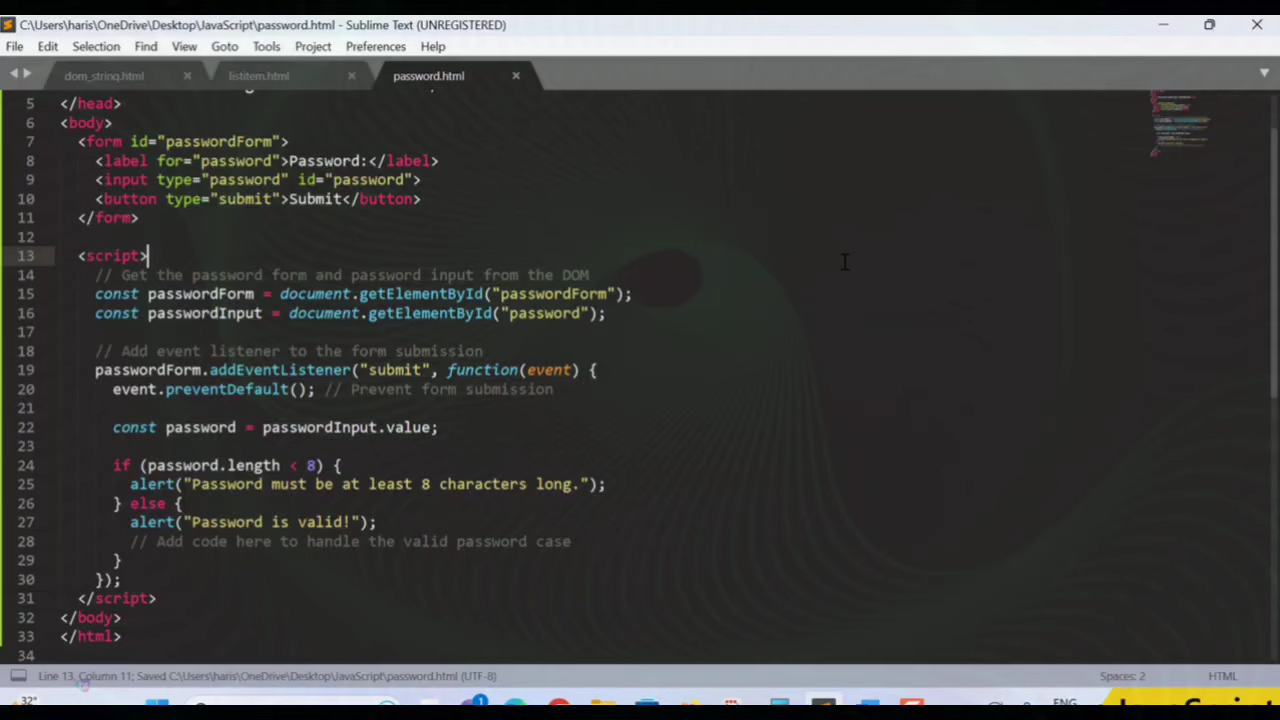 C:\Users\haris\OneDrive\Desktop\JavaScript\password.html - Sublime Text (UNREGISTERED)
File Edit Selection Find View Goto Tools Project Preferences Help
dom_string.html listitem.html password.html
5 </head>
6 <body>
7 <form id="passwordForm">
8 <label for="password">Password:</label>
9 <input type="password" id="password">
10 <button type="submit">Submit</button>
11 </form>
12
13 <script>
14 // Get the password form and password input from the DOM
15 const passwordForm = document.getElementById("passwordForm");
16 const passwordInput = document.getElementById("password");
17
18 // Add event listener to the form submission
19 passwordForm.addEventListener("submit", function(event) {
20 event.preventDefault(); // Prevent form submission
21
22 const password = passwordInput.value;
23
24 if (password.length < 8) {
25 alert("Password must be at least 8 characters long.");
26 } else {
27 alert("Password is valid!");
28 // Add code here to handle the valid password case
29 }
30 });
31 </script>
32 </body>
33 </html>
34
Line 13, Column 11; Saved C:\Users\haris\OneDrive\Desktop\JavaScript\password.html (UTF-8) Spaces: 2 HTML
32° 1 ENG JavaScript